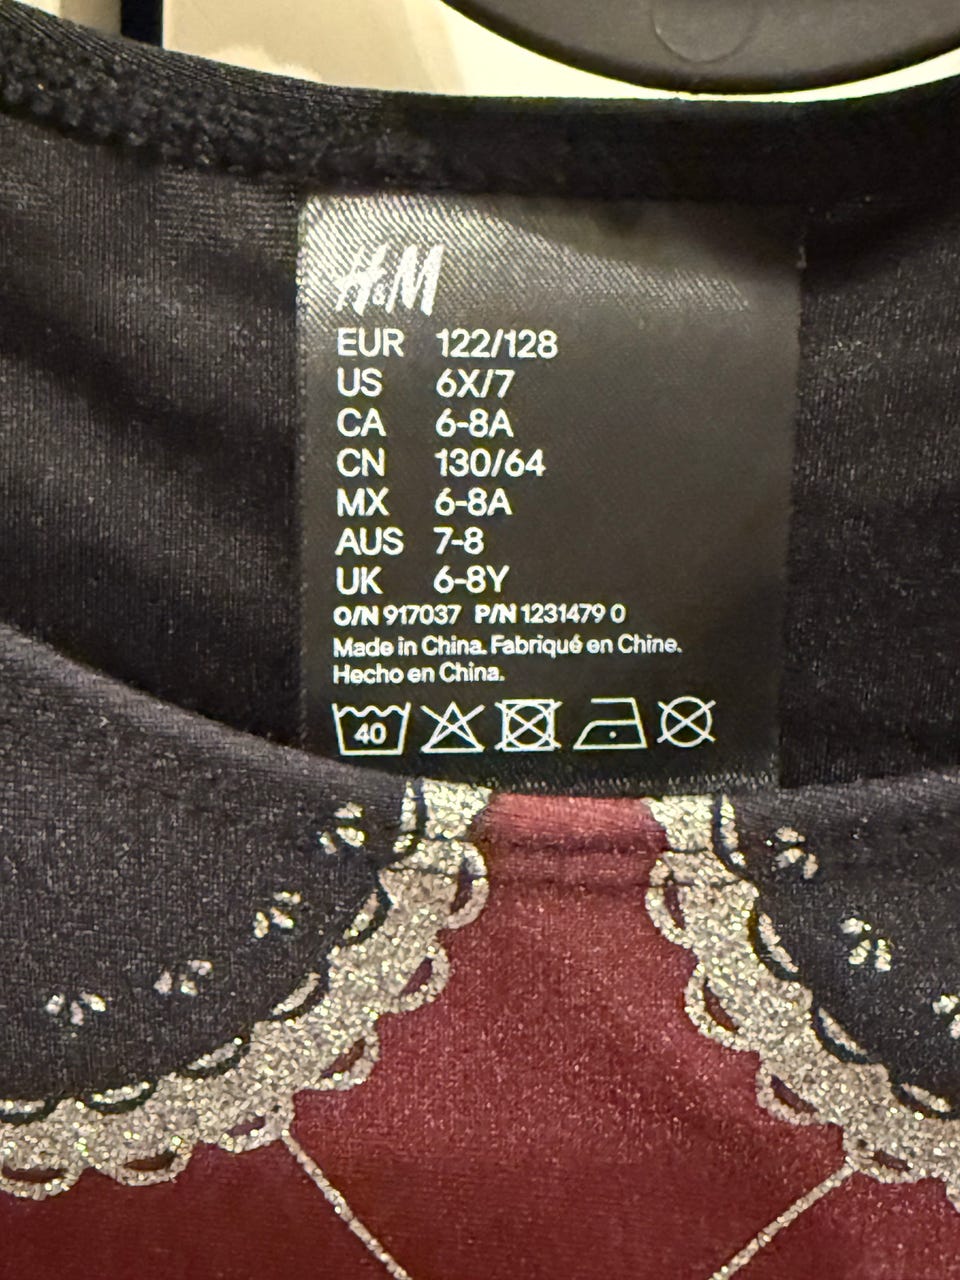 H&M
EUR 122/128
US 6X/7
CA 6-8A
CN 130/64
MX 6-8A
AUS 7-8
UK 6-8Y
O/N 917037 P/N 1231479 0
Made in China. Fabriqué en Chine.
Hecho en China.
40